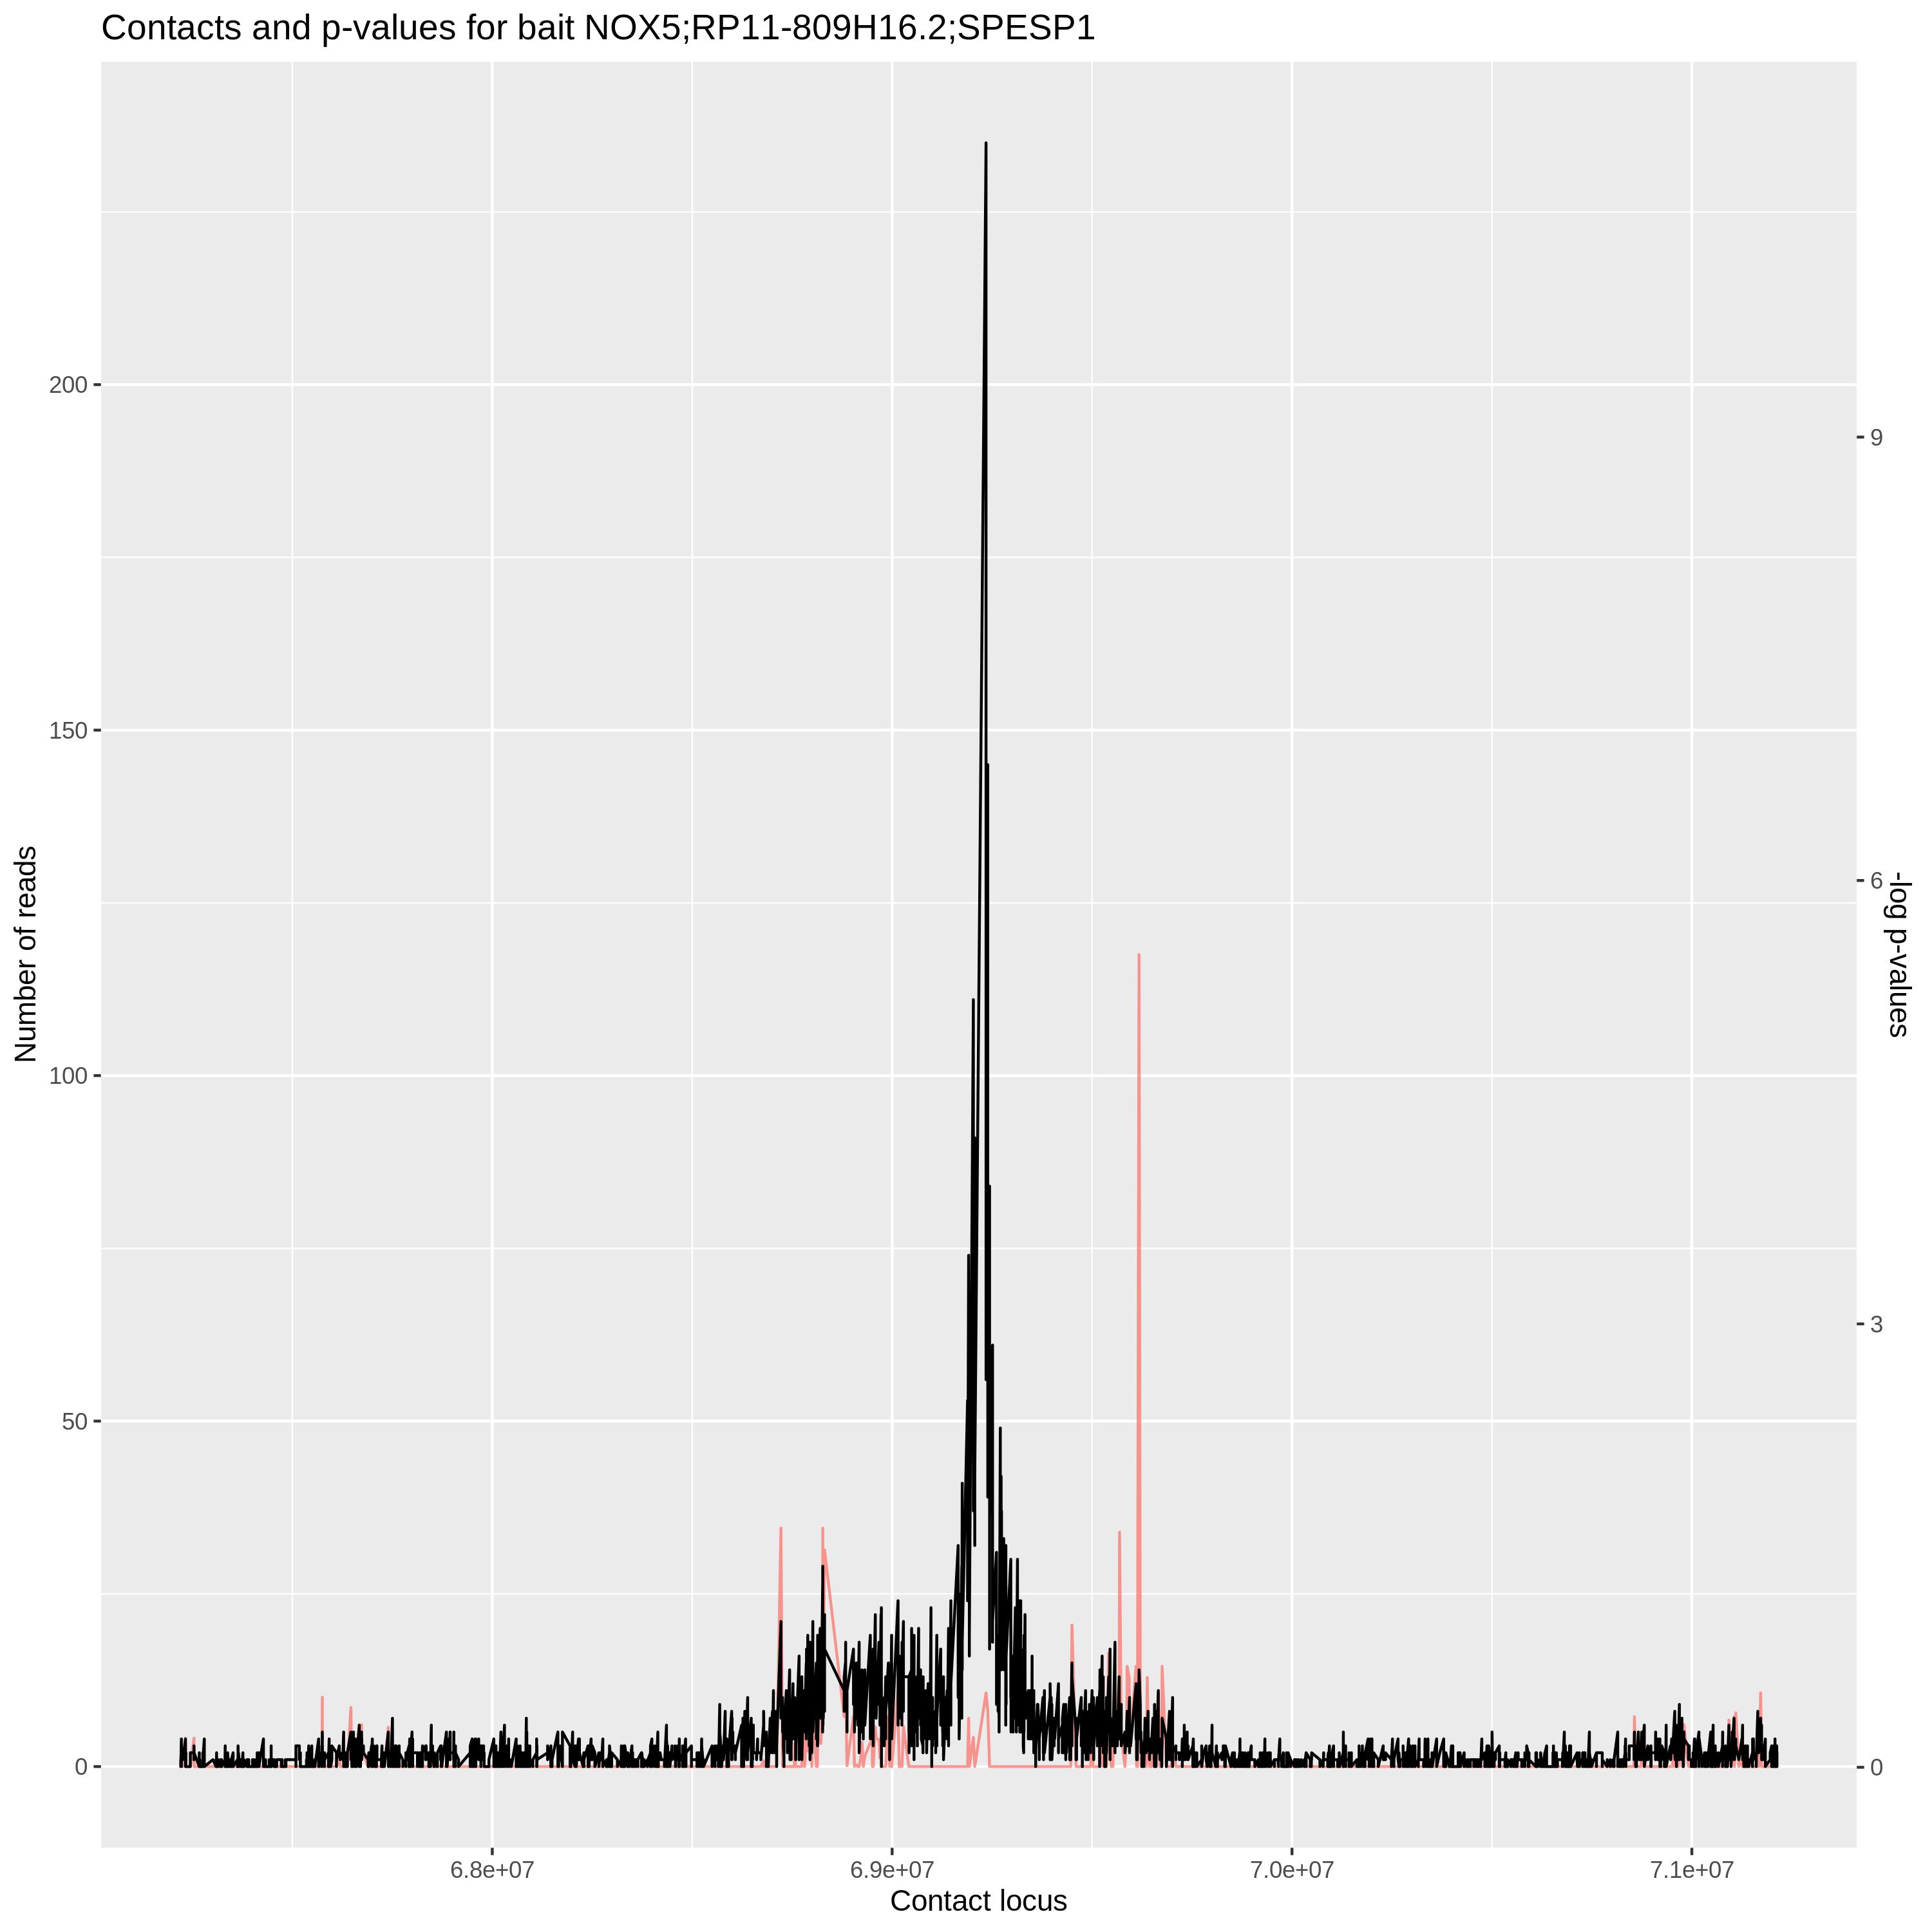 Contacts and p-values for bait NOX5;RP11-809H16.2;SPESP1
200
150
100
50
0
Number of reads
9
6
3
0
-log p-values
6.8e+07
6.9e+07
7.0e+07
7.1e+07
Contact locus